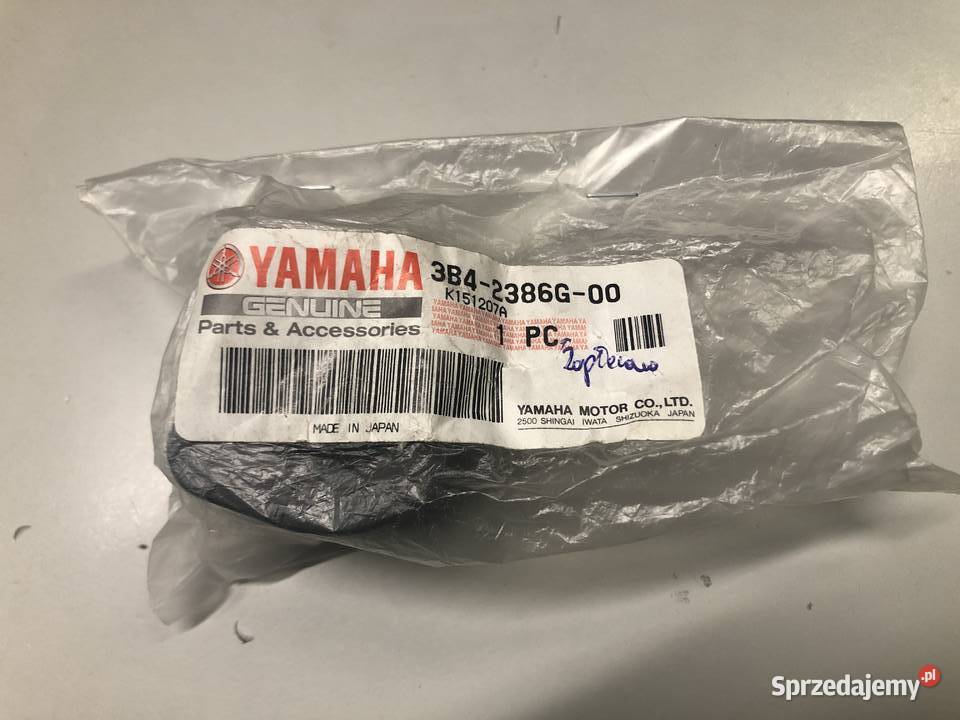 YAMAHA
GENUINE
Parts & Accessories
3B4-2386G-00
K151207A
1 PC.
Zapłacono
YAMAHA MOTOR CO., LTD.
2500 SHINGAI IWATA SHIZUOKA JAPAN
MADE IN JAPAN
Sprzedajemy.pl